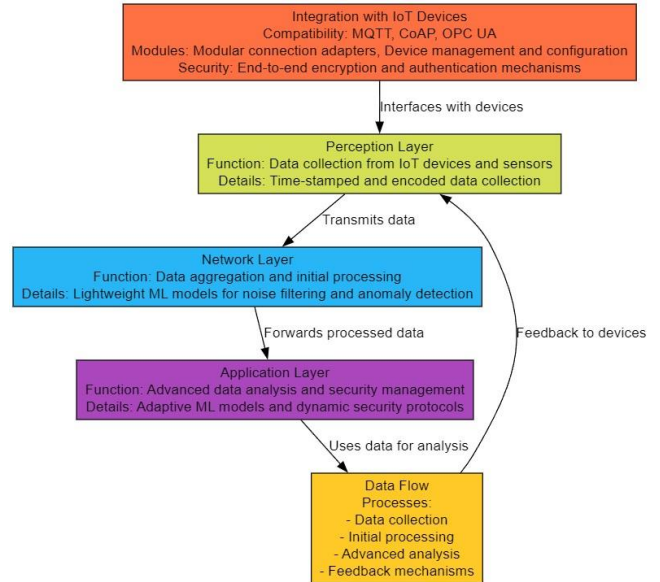 Integration with IoT Devices
Compatibility: MQTT, CoAP, OPC UA
Modules: Modular connection adapters, Device management and configuration
Security: End-to-end encryption and authentication mechanisms
Interfaces with devices
Perception Layer
Function: Data collection from IoT devices and sensors
Details: Time-stamped and encoded data collection
Transmits data
Network Layer
Function: Data aggregation and initial processing
Details: Lightweight ML models for noise filtering and anomaly detection
Forwards processed data
Feedback to devices
Application Layer
Function: Advanced data analysis and security management
Details: Adaptive ML models and dynamic security protocols
Uses data for analysis
Data Flow
Processes:
- Data collection
- Initial processing
- Advanced analysis
- Feedback mechanisms